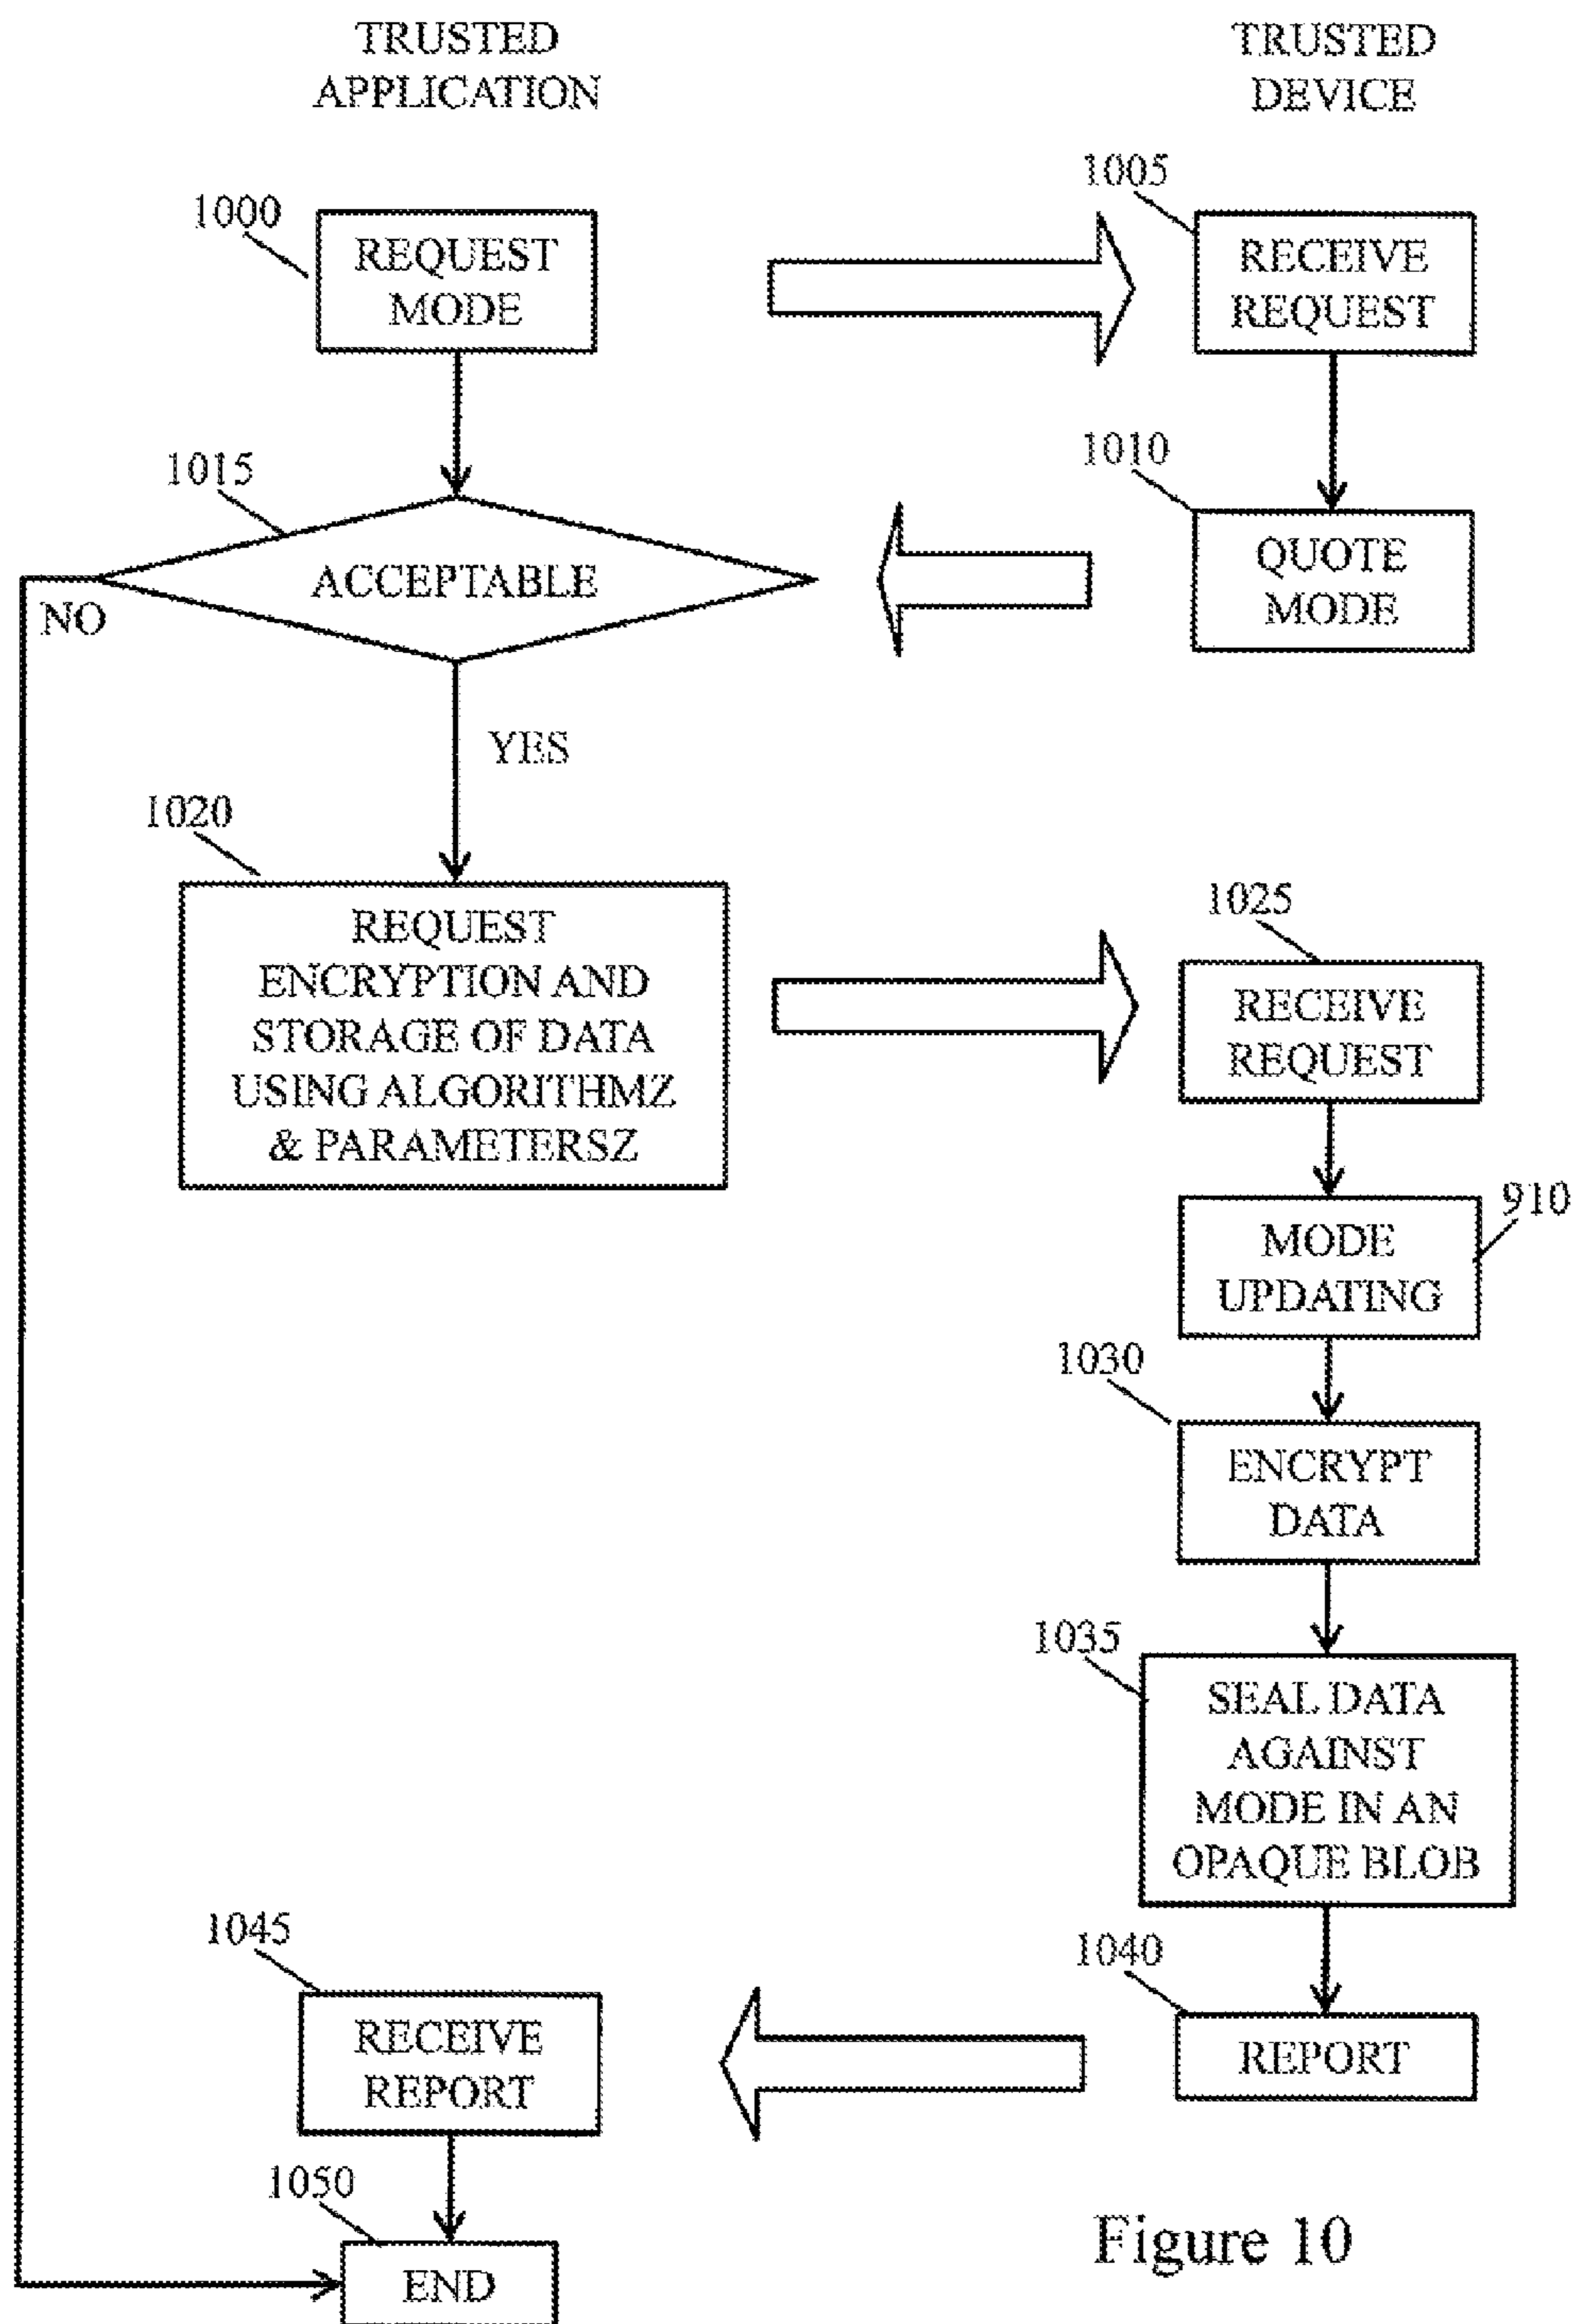 TRUSTED
APPLICATION
TRUSTED
DEVICE
1000
REQUEST
MODE
1005
RECEIVE
REQUEST
1010
QUOTE
MODE
1015
ACCEPTABLE
NO
YES
1020
REQUEST
ENCRYPTION AND
STORAGE OF DATA
USING ALGORITHMZ
& PARAMETERSZ
1025
RECEIVE
REQUEST
910
MODE
UPDATING
1030
ENCRYPT
DATA
1035
SEAL DATA
AGAINST
MODE IN AN
OPAQUE BLOB
1040
REPORT
1045
RECEIVE
REPORT
1050
END
Figure 10